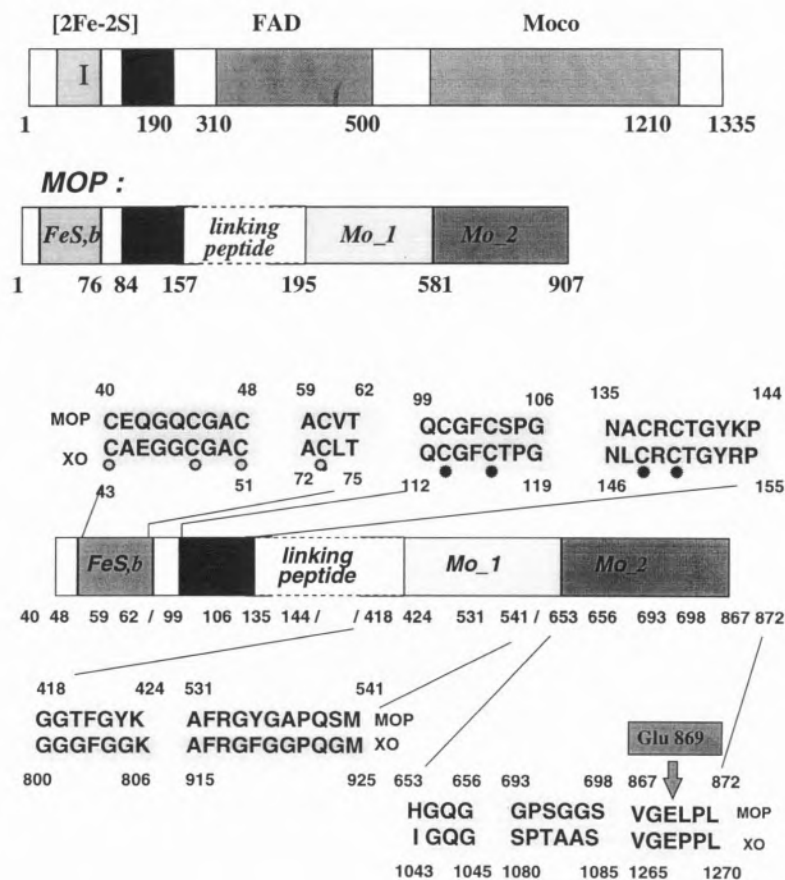 [2Fe-2S] FAD Moco
I
1 190 310 500 1210 1335
MOP :
FeS,b linking peptide Mo_1 Mo_2
1 76 84 157 195 581 907
40 48 59 62 99 106 135 144
MOP CEQGQCGAC ACVT QCGFCSPG NACRCTGYKP
XO CAEGGCGAC ACLT QCGFCTPG NLCRCTGYRP
43 51 72 75 112 119 146 155
FeS,b linking peptide Mo_1 Mo_2
40 48 59 62 / 99 106 135 144 / / 418 424 531 541 / 653 656 693 698 867 872
418 424 531 541
GGTFGYK AFRGYGAPQSM MOP
GGGFGGK AFRGFGGPQGM XO
800 806 915 925
Glu 869
653 656 693 698 867 872
HGQG GPSGGS VGELPL MOP
IGQG SPTAAS VGEPPL XO
1043 1045 1080 1085 1265 1270